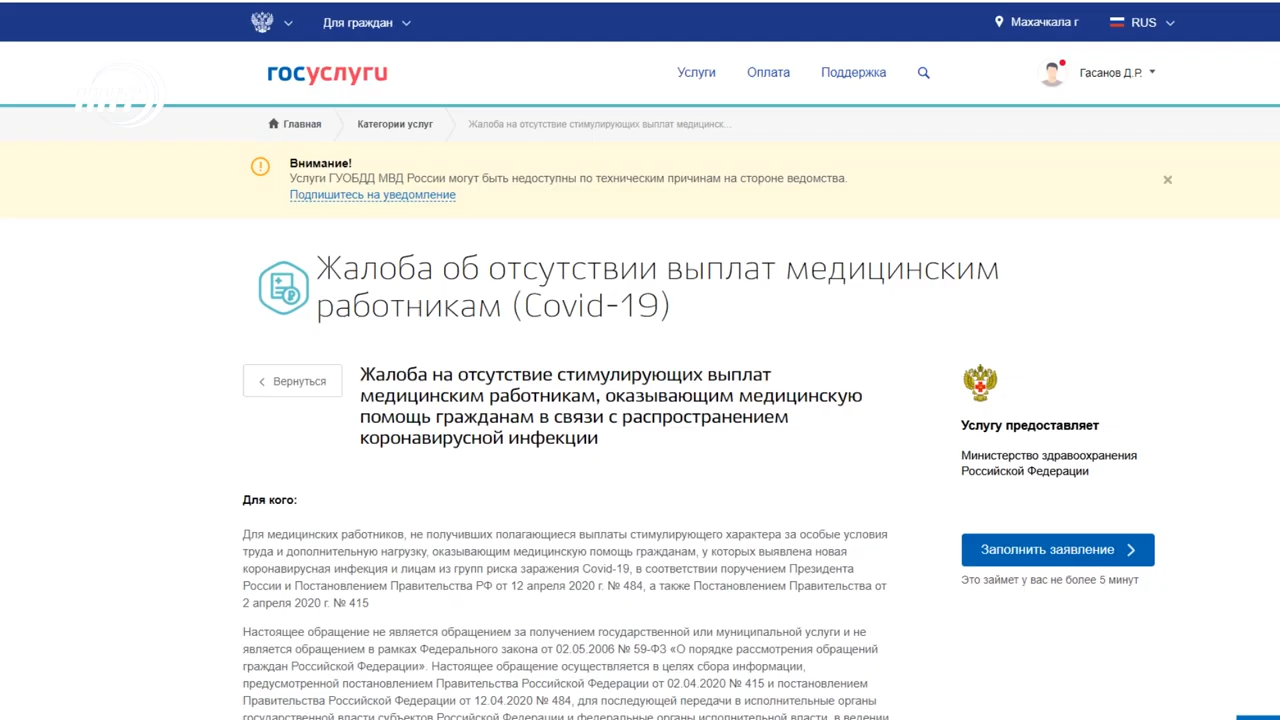 Для граждан
Махачкала г
RUS
госуслуги
Услуги
Оплата
Поддержка
Гасанов Д.Р.
Главная
Категории услуг
Жалоба на отсутствие стимулирующих выплат медицинск...
Внимание!
Услуги ГУОБДД МВД России могут быть недоступны по техническим причинам на стороне ведомства.
Подпишитесь на уведомление
Жалоба об отсутствии выплат медицинским
работникам (Covid-19)
Вернуться
Жалоба на отсутствие стимулирующих выплат
медицинским работникам, оказывающим медицинскую
помощь гражданам в связи с распространением
коронавирусной инфекции
Услугу предоставляет
Министерство здравоохранения
Российской Федерации
Заполнить заявление
Это займет у вас не более 5 минут
Для кого:
Для медицинских работников, не получивших полагающиеся выплаты стимулирующего характера за особые условия
труда и дополнительную нагрузку, оказывающим медицинскую помощь гражданам, у которых выявлена новая
коронавирусная инфекция и лицам из групп риска заражения Covid-19, в соответствии поручением Президента
России и Постановлением Правительства РФ от 12 апреля 2020 г. № 484, а также Постановлением Правительства от
2 апреля 2020 г. № 415
Настоящее обращение не является обращением за получением государственной или муниципальной услуги и не
является обращением в рамках Федерального закона от 02.05.2006 № 59-ФЗ «О порядке рассмотрения обращений
граждан Российской Федерации». Настоящее обращение осуществляется в целях сбора информации,
предусмотренной постановлением Правительства Российской Федерации от 02.04.2020 № 415 и постановлением
Правительства Российской Федерации от 12.04.2020 № 484, для последующей передачи в исполнительные органы
государственной власти субъектов Российской Федерации и федеральные органы исполнительной власти, в ведении